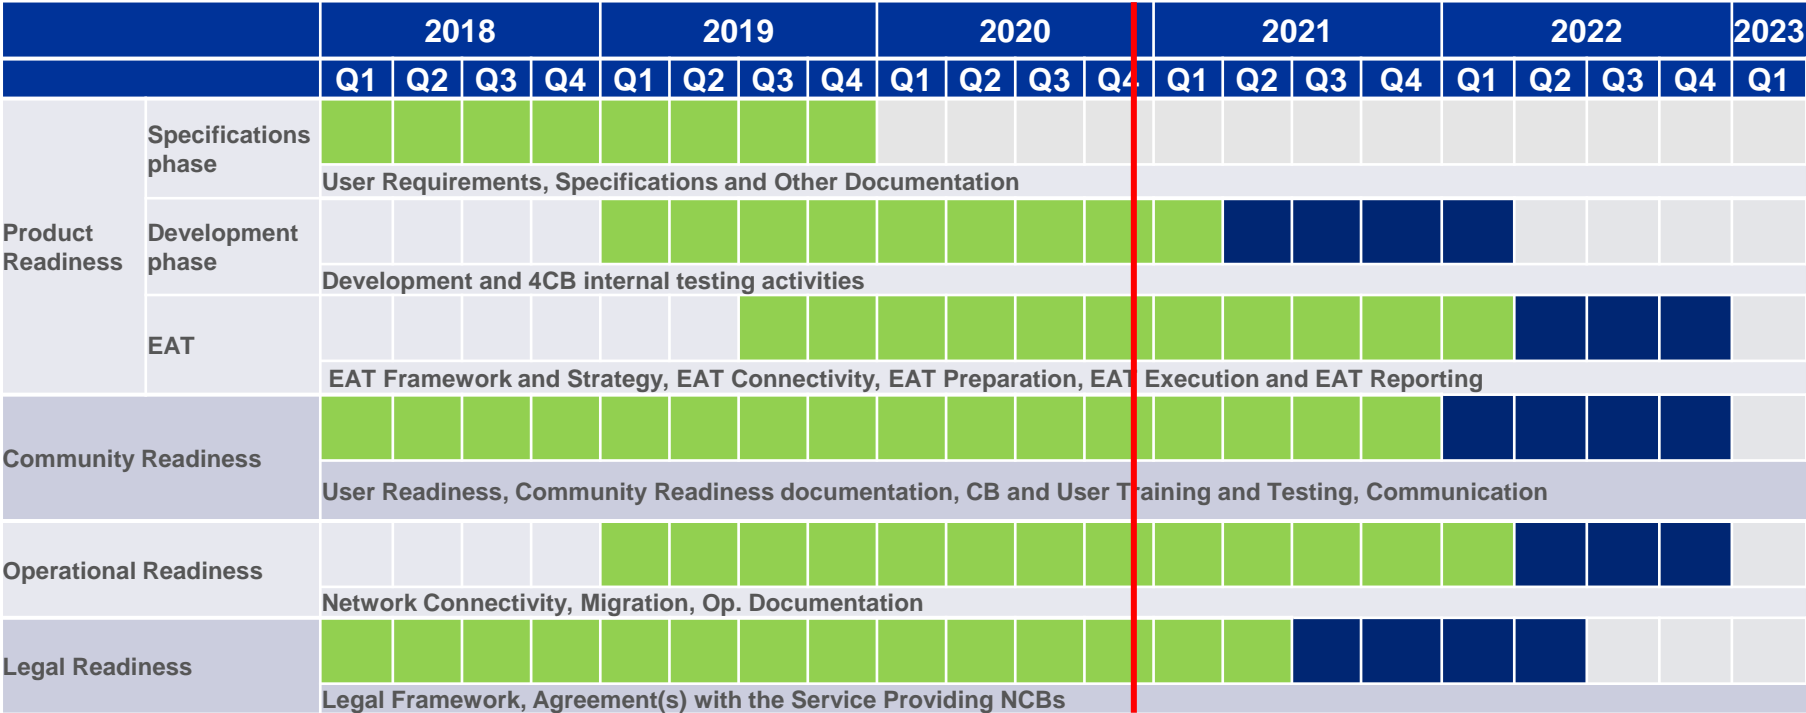 2018 2019 2020 2021 2022 2023
Q1 Q2 Q3 Q4 Q1 Q2 Q3 Q4 Q1 Q2 Q3 Q4 Q1 Q2 Q3 Q4 Q1 Q2 Q3 Q4 Q1
Product
Readiness
Specifications
phase
User Requirements, Specifications and Other Documentation
Development
phase
Development and 4CB internal testing activities
EAT
EAT Framework and Strategy, EAT Connectivity, EAT Preparation, EAT Execution and EAT Reporting
Community Readiness
User Readiness, Community Readiness documentation, CB and User Training and Testing, Communication
Operational Readiness
Network Connectivity, Migration, Op. Documentation
Legal Readiness
Legal Framework, Agreement(s) with the Service Providing NCBs